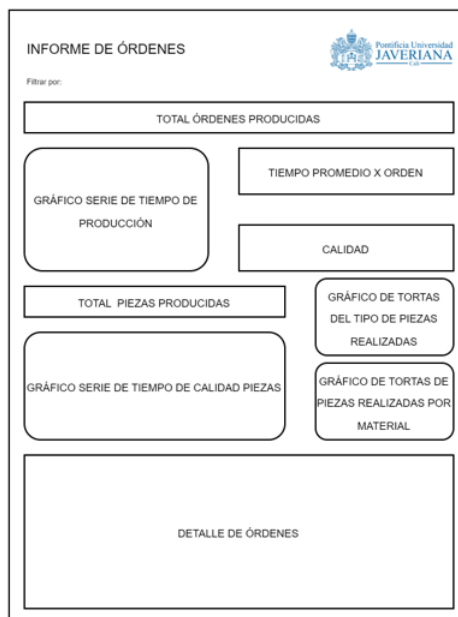 INFORME DE ÓRDENES
Pontificia Universidad
JAVERIANA
Cali
Filtrar por:
TOTAL ÓRDENES PRODUCIDAS
GRÁFICO SERIE DE TIEMPO DE
PRODUCCIÓN
TIEMPO PROMEDIO X ORDEN
CALIDAD
TOTAL PIEZAS PRODUCIDAS
GRÁFICO DE TORTAS
DEL TIPO DE PIEZAS
REALIZADAS
GRÁFICO SERIE DE TIEMPO DE CALIDAD PIEZAS
GRÁFICO DE TORTAS DE
PIEZAS REALIZADAS POR
MATERIAL
DETALLE DE ÓRDENES